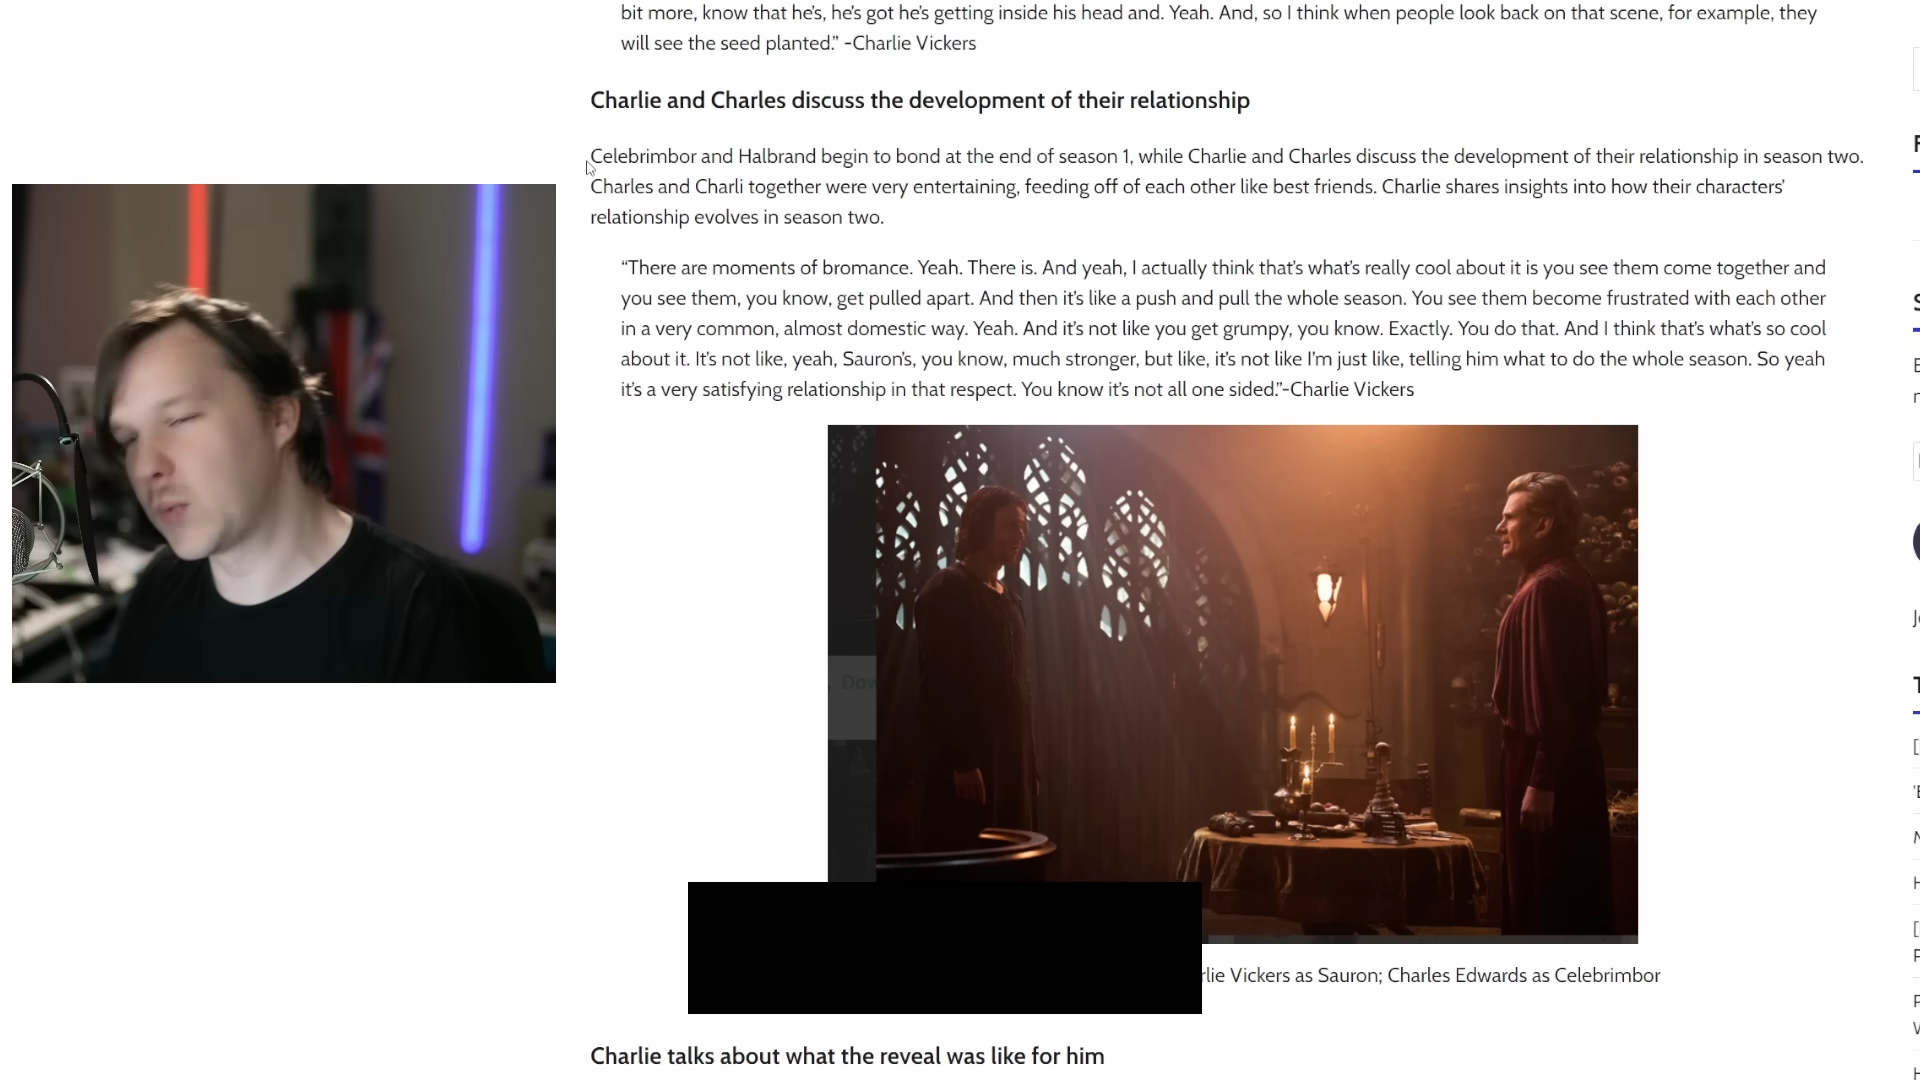 bit more, know that he's, he's got he's getting inside his head and. Yeah. And, so I think when people look back on that scene, for example, they
will see the seed planted.” -Charlie Vickers
Charlie and Charles discuss the development of their relationship
Celebrimbor and Halbrand begin to bond at the end of season 1, while Charlie and Charles discuss the development of their relationship in season two.
Charles and Charli together were very entertaining, feeding off of each other like best friends. Charlie shares insights into how their characters’
relationship evolves in season two.
“There are moments of bromance. Yeah. There is. And yeah, I actually think that’s what’s really cool about it is you see them come together and
you see them, you know, get pulled apart. And then it’s like a push and pull the whole season. You see them become frustrated with each other
in a very common, almost domestic way. Yeah. And it’s not like you get grumpy, you know. Exactly. You do that. And I think that’s what’s so cool
about it. It’s not like, yeah, Sauron’s, you know, much stronger, but like, it’s not like I’m just like, telling him what to do the whole season. So yeah
it’s a very satisfying relationship in that respect. You know it’s not all one sided.”-Charlie Vickers
Dow
rlie Vickers as Sauron; Charles Edwards as Celebrimbor
Charlie talks about what the reveal was like for him